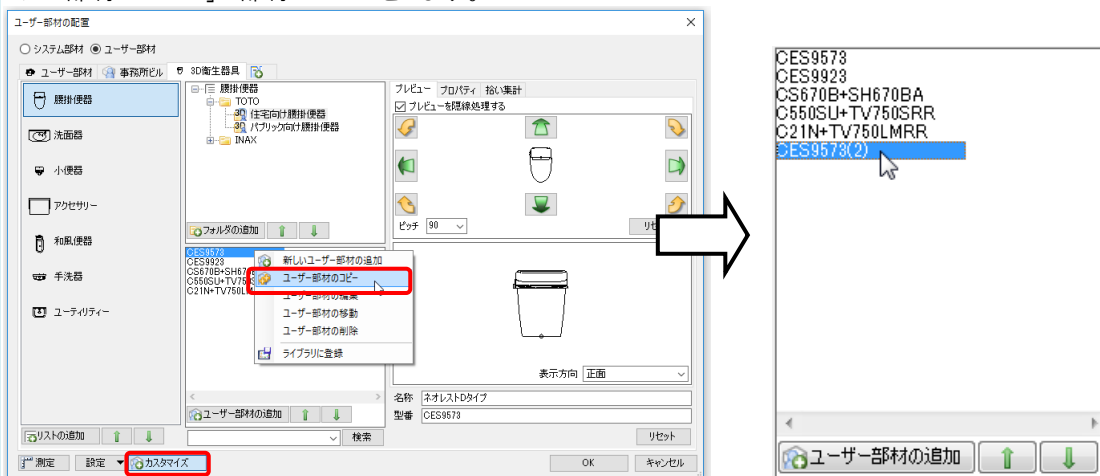 ユーザー部材の配置
システム部材 ユーザー部材
ユーザー部材 事務所ビル 3D衛生器具
腰掛便器
洗面器
小便器
アクセサリー
和風便器
手洗器
ユーティリティー
リストの追加
腰掛便器
TOTO
住宅向け腰掛便器
パブリック向け腰掛便器
INAX
フォルダの追加
CES9573
CES9923
CS670B+SH67
C550SU+TV75
C21N+TV750L
新しいユーザー部材の追加
ユーザー部材のコピー
ユーザー部材の編集
ユーザー部材の移動
ユーザー部材の削除
ライブラリに登録
ユーザー部材の追加
検索
プレビュー プロパティ 拾い集計
プレビューを隠線処理する
ピッチ 90
表示方向 正面
名称 ネオレストDタイプ
型番 CES9573
リセット
測定 設定 カスタマイズ
OK キャンセル
CES9573
CES9923
CS670B+SH670BA
C550SU+TV750SRR
C21N+TV750LMRR
CES9573(2)
ユーザー部材の追加